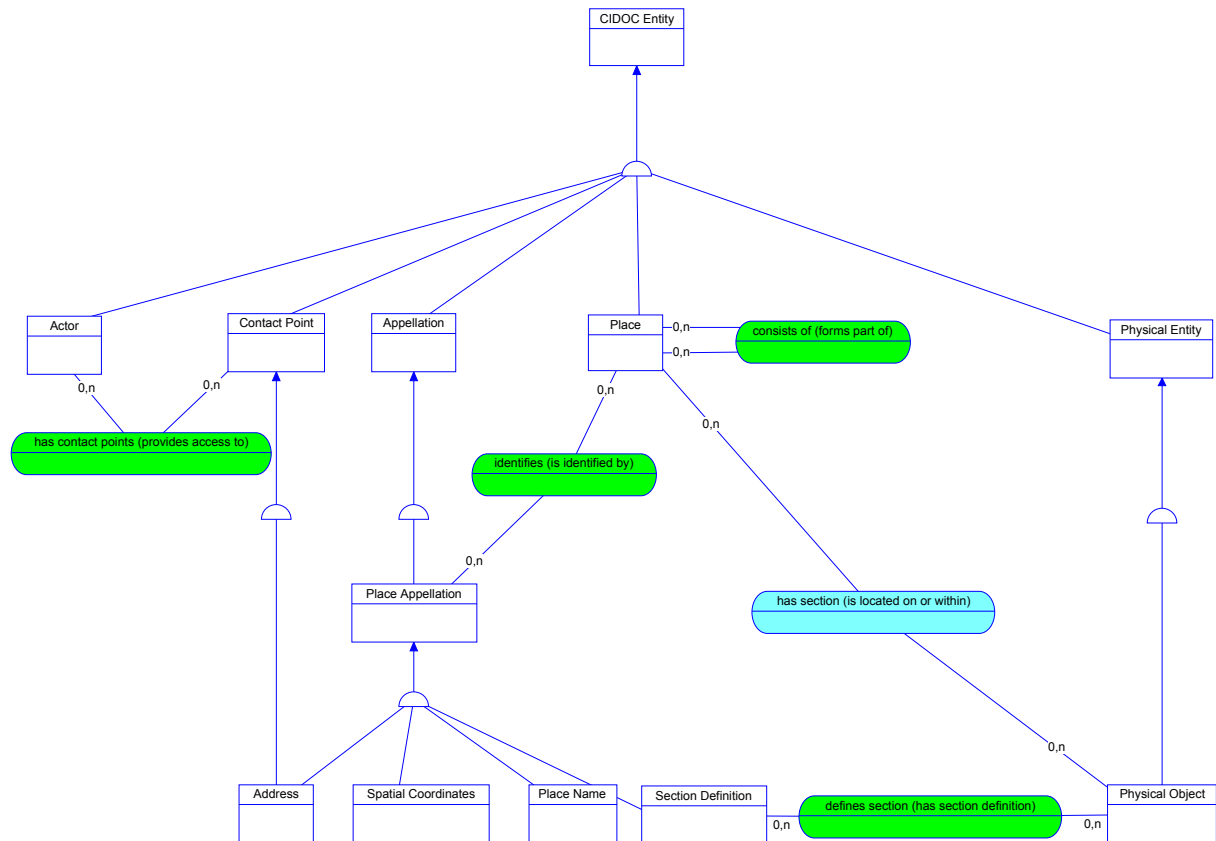 CIDOC Entity
Actor
Contact Point
Appellation
Place
0,n
0,n
consists of (forms part of)
Physical Entity
0,n
0,n
0,n
0,n
has contact points (provides access to)
identifies (is identified by)
0,n
Place Appellation
has section (is located on or within)
0,n
Address
Spatial Coordinates
Place Name
Section Definition
0,n
defines section (has section definition)
0,n
Physical Object